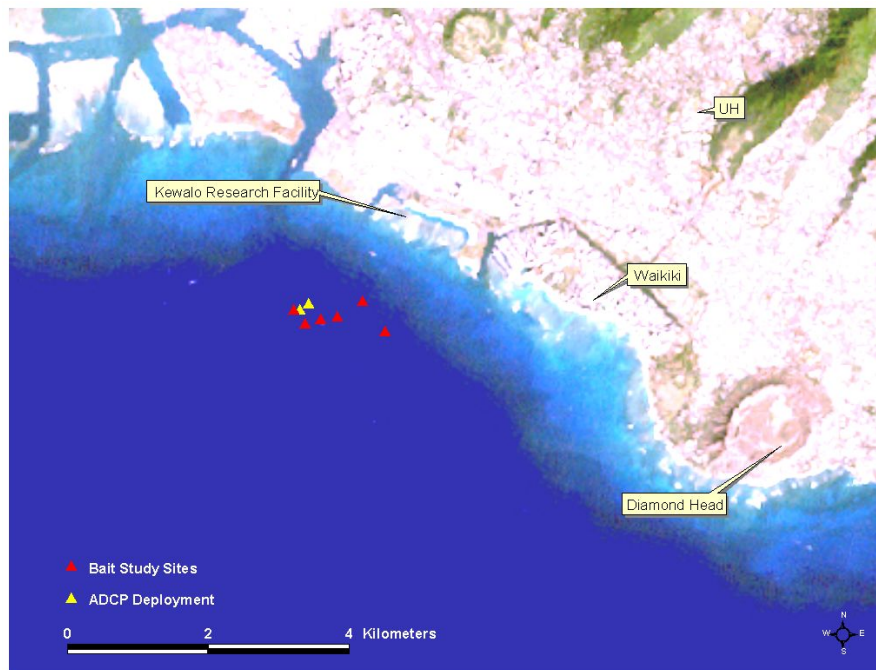 UH
Kewalo Research Facility
Waikiki
Diamond Head
Bait Study Sites
ADCP Deployment
0 2 4 Kilometers
N
W E
S